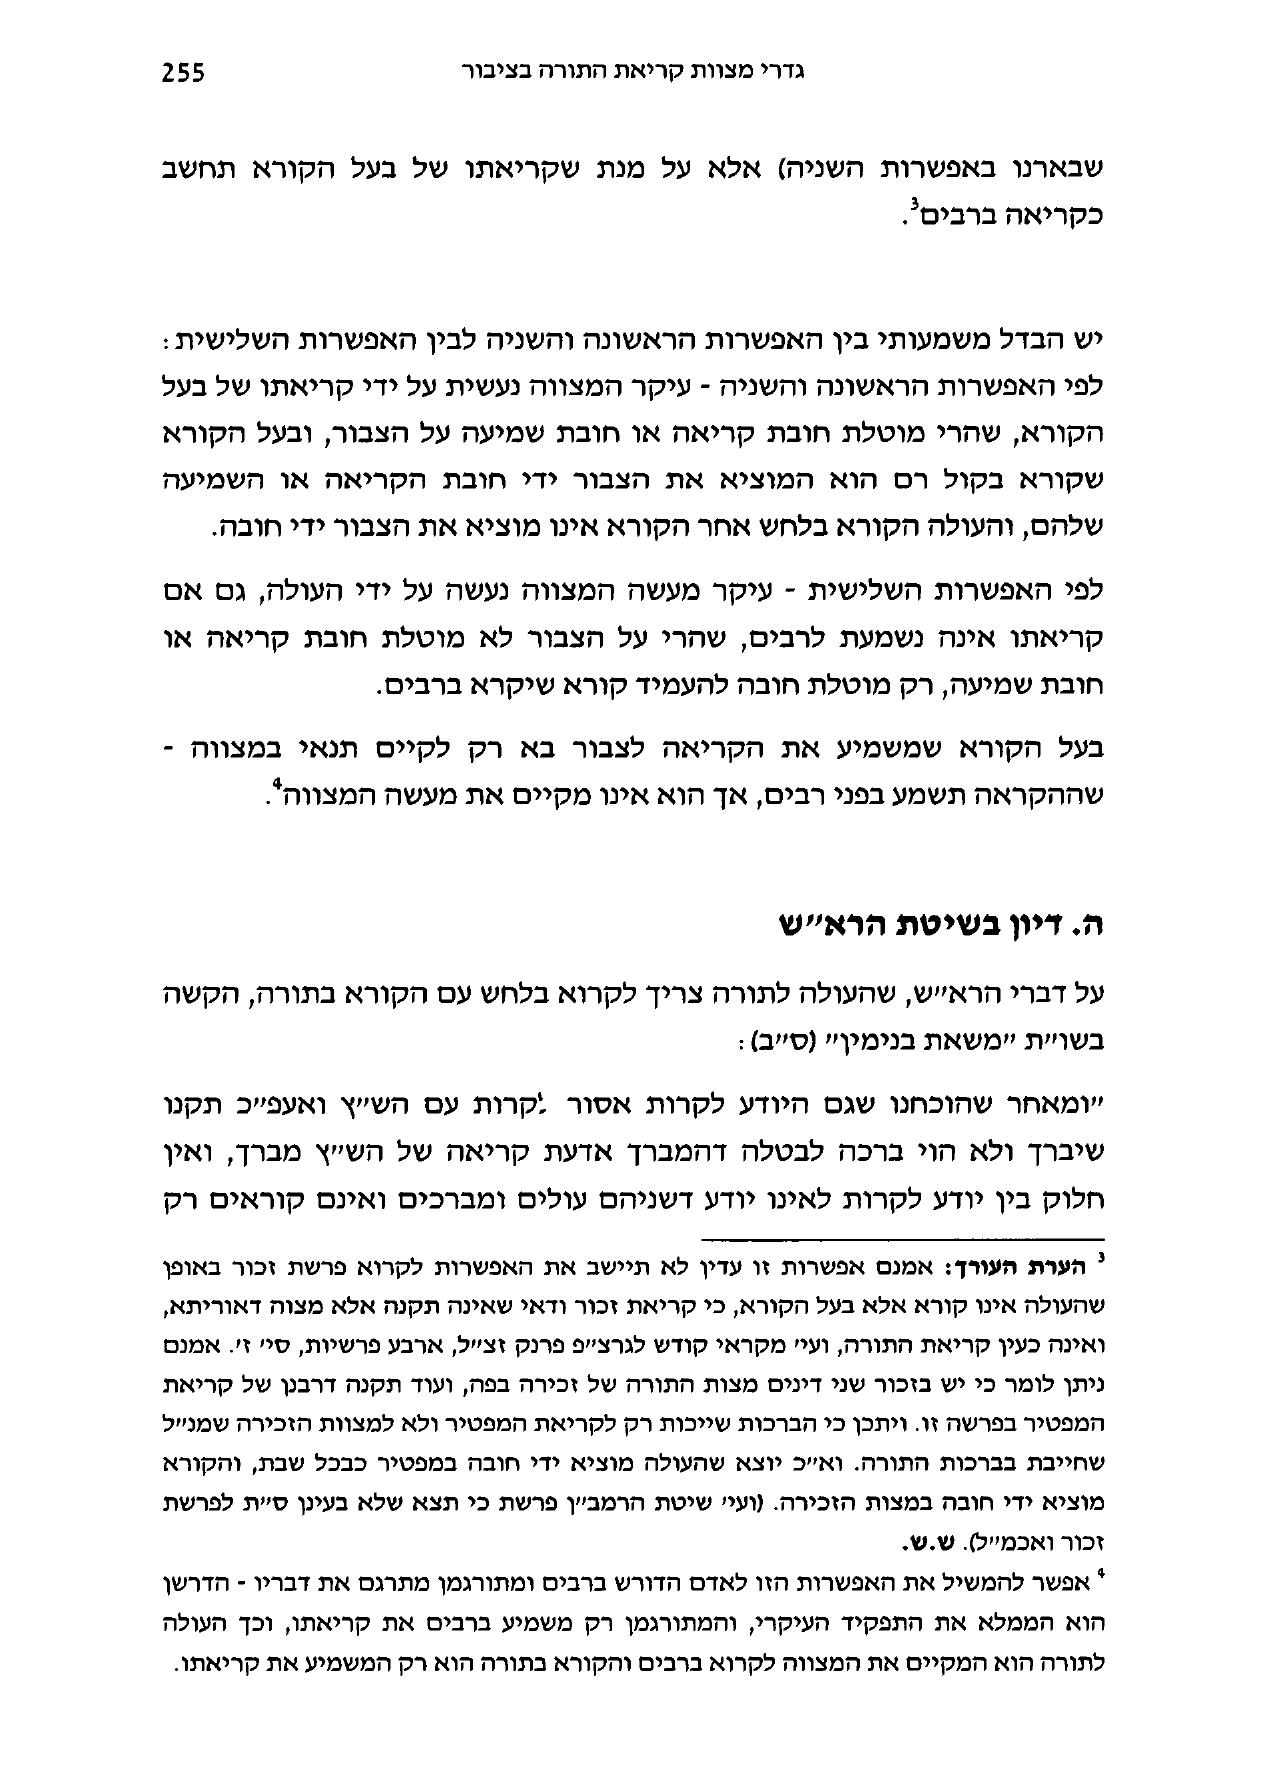 גדרי מצוות קריאת התורה בציבור 255
שבארנו באפשרות השניה) אלא על מנת שקריאתו של בעל הקורא תחשב
כקריאה ברבים3.
יש הבדל משמעותי בין האפשרות הראשונה והשניה לבין האפשרות השלישית:
לפי האפשרות הראשונה והשניה - עיקר המצווה נעשית על ידי קריאתו של בעל
הקורא, שהרי מוטלת חובת קריאה או חובת שמיעה על הצבור, ובעל הקורא
שקורא בקול רם הוא המוציא את הצבור ידי חובת הקריאה או השמיעה
שלהם, והעולה הקורא בלחש אחר הקורא אינו מוציא את הצבור ידי חובה.
לפי האפשרות השלישית - עיקר מעשה המצווה נעשה על ידי העולה, גם אם
קריאתו אינה נשמעת לרבים, שהרי על הצבור לא מוטלת חובת קריאה או
חובת שמיעה, רק מוטלת חובה להעמיד קורא שיקרא ברבים.
בעל הקורא שמשמיע את הקריאה לצבור בא רק לקיים תנאי במצווה -
שההקראה תשמע בפני רבים, אך הוא אינו מקיים את מעשה המצווה4.
ה. דיון בשיטת הרא״ש
על דברי הרא״ש, שהעולה לתורה צריך לקרוא בלחש עם הקורא בתורה, הקשה
בשו״ת ״משאת בנימין״ (ס״ב):
״ומאחר שהוכחנו שגם היודע לקרות אסור לקרות עם הש״ץ ואעפ״כ תקנו
שיברך ולא הוי ברכה לבטלה דהמברך אדעת קריאה של הש״ץ מברך, ואין
חלוק בין יודע לקרות לאינו יודע דשניהם עולים ומברכים ואינם קוראים רק
3 הערת העורך: אמנם אפשרות זו עדין לא תיישב את האפשרות לקרוא פרשת זכור באופן
שהעולה אינו קורא אלא בעל הקורא, כי קריאת זכור ודאי שאינה תקנה אלא מצוה דאוריתא,
ואינה כעין קריאת התורה, ועי׳ מקראי קודש לגרצ״פ פרנק זצ״ל, ארבע פרשיות, סי׳ ז׳. אמנם
ניתן לומר כי יש בזכור שני דינים מצות התורה של זכירה בפה, ועוד תקנה דרבנן של קריאת
המפטיר בפרשה זו. ויתכן כי הברכות שייכות רק לקריאת המפטיר ולא למצוות הזכירה שמנ״ל
שחייבת בברכות התורה. וא״כ יוצא שהעולה מוציא ידי חובה במפטיר כבכל שבת, והקורא
מוציא ידי חובה במצות הזכירה. (ועי׳ שיטת הרמב״ן פרשת כי תצא שלא בעינן ס״ת לפרשת
זכור ואכמ״ל). ש.ש.
4 אפשר להמשיל את האפשרות הזו לאדם הדורש ברבים ומתורגמן מתרגם את דבריו - הדרשן
הוא הממלא את התפקיד העיקרי, והמתורגמן רק משמיע ברבים את קריאתו, וכך העולה
לתורה הוא המקיים את המצווה לקרוא ברבים והקורא בתורה הוא רק המשמיע את קריאתו.